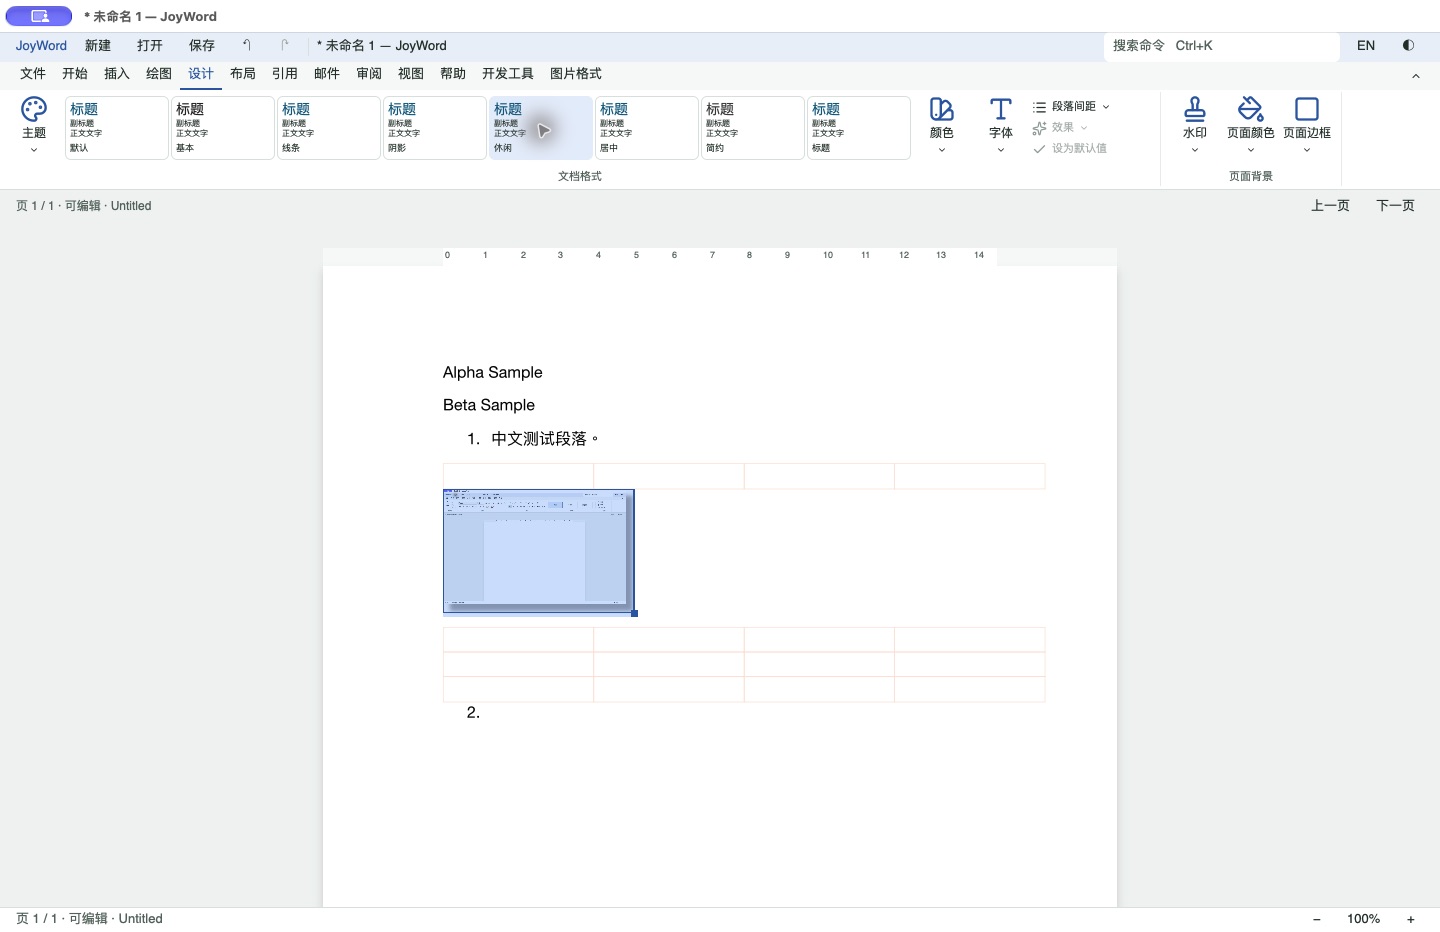 * 未命名 1 — JoyWord
JoyWord 新建 打开 保存 * 未命名 1 — JoyWord 搜索命令 Ctrl+K EN
文件 开始 插入 绘图 设计 布局 引用 邮件 审阅 视图 帮助 开发工具 图片格式
主题
标题
副标题
正文文字
默认
标题
副标题
正文文字
基本
标题
副标题
正文文字
线条
标题
副标题
正文文字
阴影
标题
副标题
正文文字
休闲
标题
副标题
正文文字
居中
标题
副标题
正文文字
简约
标题
副标题
正文文字
标题
颜色
字体
段落间距
效果
设为默认值
文档格式
水印
页面颜色
页面边框
页面背景
页 1 / 1 · 可编辑 · Untitled 上一页 下一页
0 1 2 3 4 5 6 7 8 9 10 11 12 13 14
Alpha Sample
Beta Sample
1. 中文测试段落。
2.
页 1 / 1 · 可编辑 · Untitled − 100% +